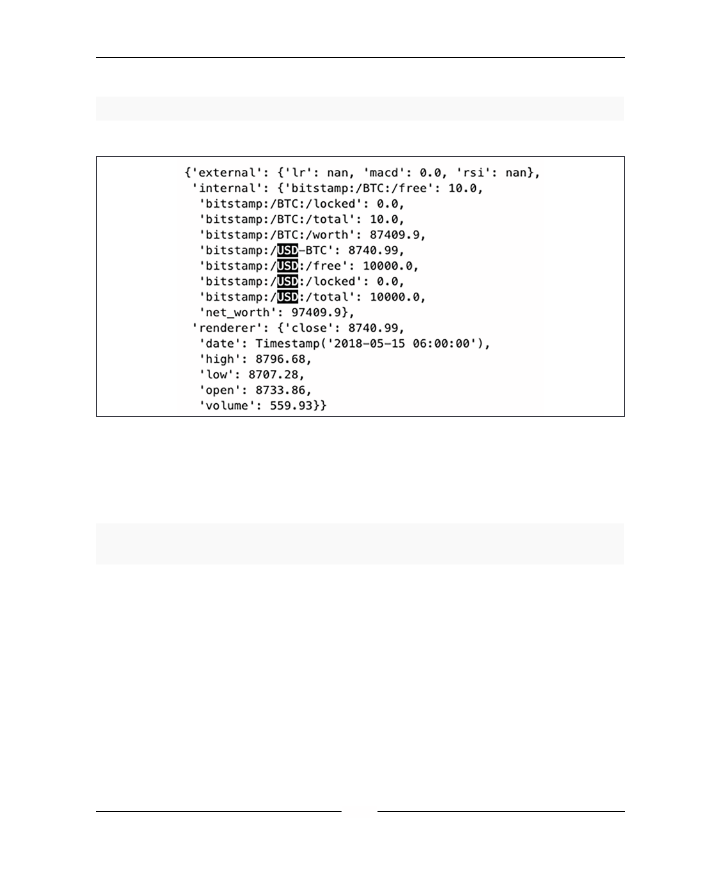 {'external': {'lr': nan, 'macd': 0.0, 'rsi': nan},
'internal': {'bitstamp:/BTC:/free': 10.0,
'bitstamp:/BTC:/locked': 0.0,
'bitstamp:/BTC:/total': 10.0,
'bitstamp:/BTC:/worth': 87409.9,
'bitstamp:/USD-BTC': 8740.99,
'bitstamp:/USD:/free': 10000.0,
'bitstamp:/USD:/locked': 0.0,
'bitstamp:/USD:/total': 10000.0,
'net_worth': 97409.9},
'renderer': {'close': 8740.99,
'date': Timestamp('2018-05-15 06:00:00'),
'high': 8796.68,
'low': 8707.28,
'open': 8733.86,
'volume': 559.93}}